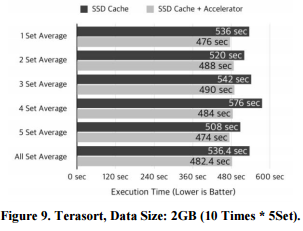 SSD Cache SSD Cache + Accelerator
1 Set Average 536 sec
476 sec
2 Set Average 520 sec
488 sec
3 Set Average 542 sec
490 sec
4 Set Average 576 sec
484 sec
5 Set Average 508 sec
474 sec
All Set Average 536.4 sec
482.4 sec
0 sec 120 sec 240 sec 360 sec 480 sec 600 sec
Execution Time (Lower is Batter)
Figure 9. Terasort, Data Size: 2GB (10 Times * 5Set).